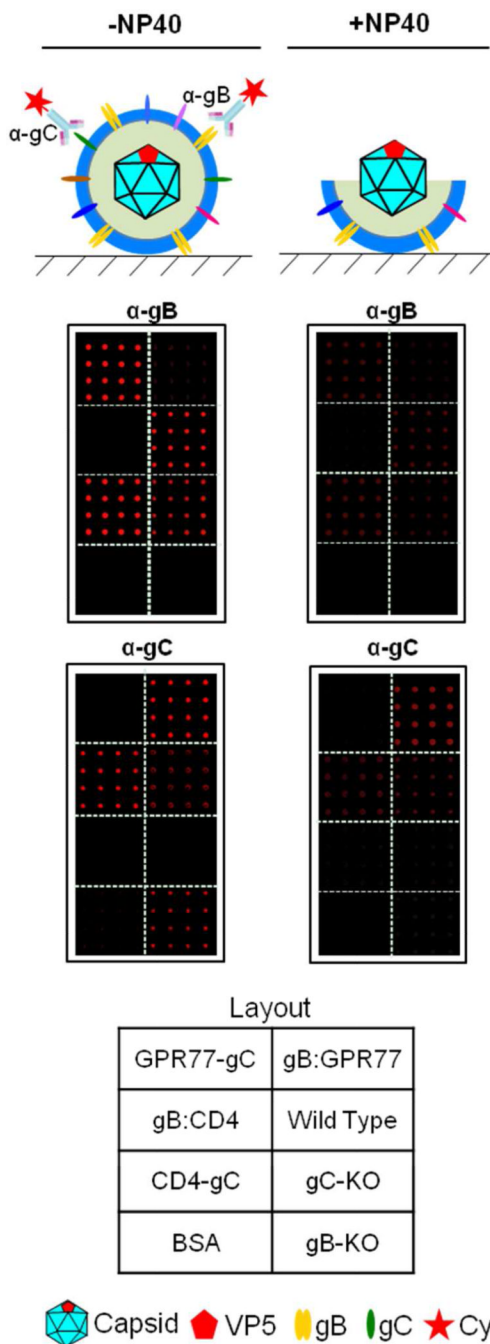 -NP40 +NP40
α-gC α-gB
α-gB α-gB
α-gC α-gC
Layout
GPR77-gC gB:GPR77
gB:CD4 Wild Type
CD4-gC gC-KO
BSA gB-KO
Capsid VP5 gB gC Cy